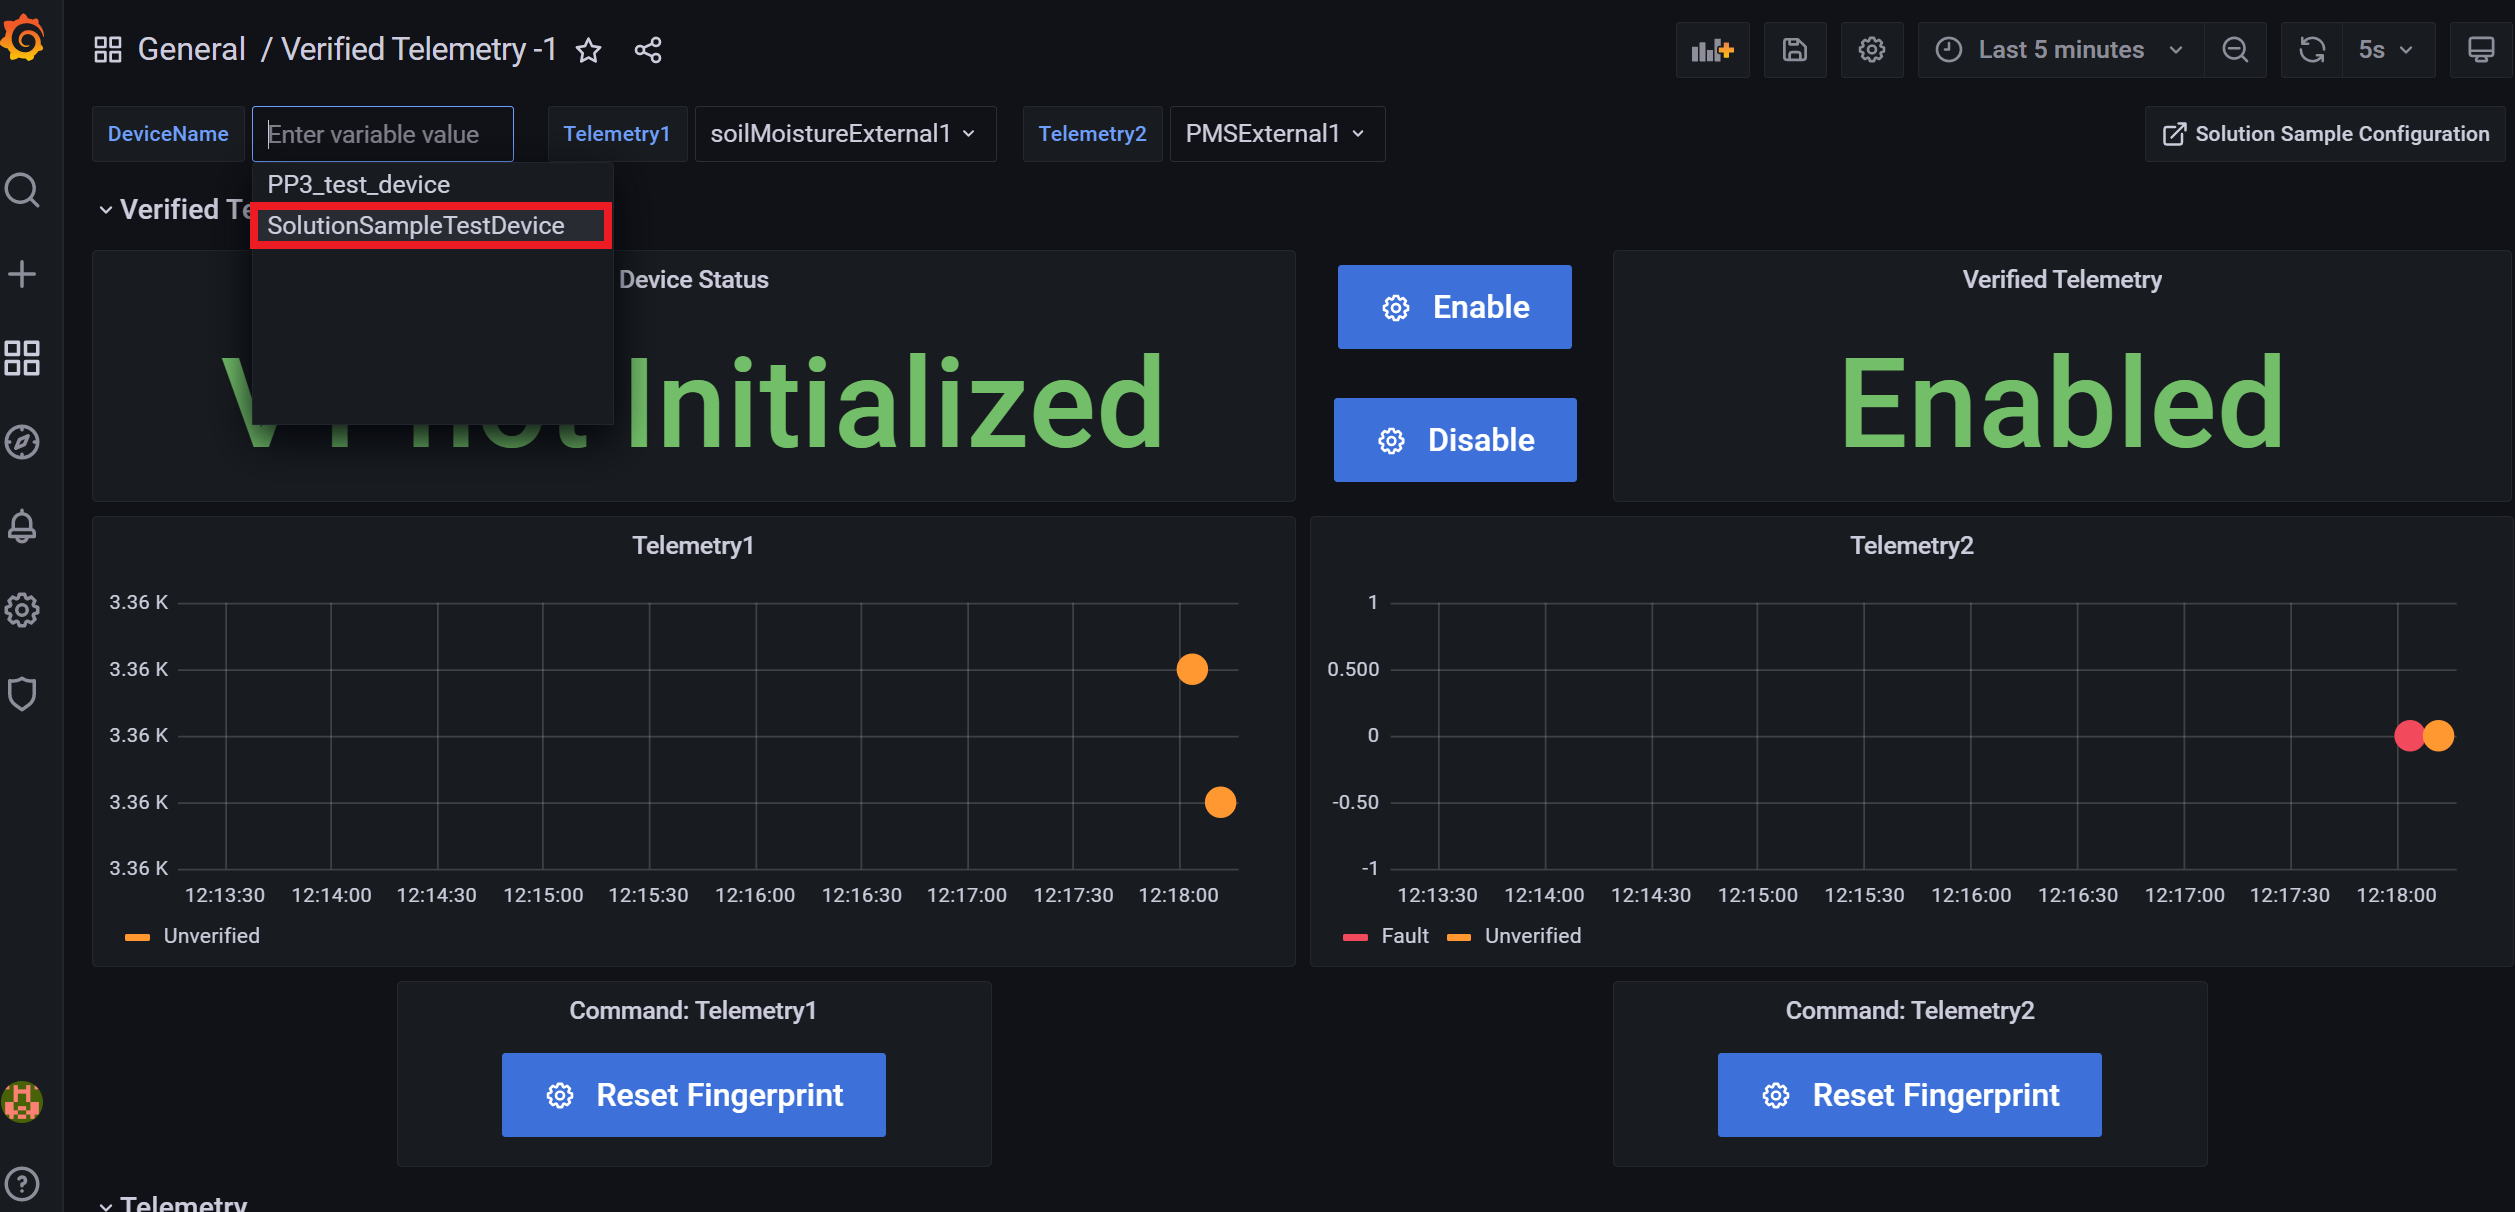 General / Verified Telemetry -1
Last 5 minutes
5s
DeviceName
Enter variable value
Telemetry1
soilMoistureExternal1
Telemetry2
PMSExternal1
Solution Sample Configuration
PP3_test_device
SolutionSampleTestDevice
Verified
Device Status
Initialized
Enable
Disable
Verified Telemetry
Enabled
Telemetry1
3.36 K
3.36 K
3.36 K
3.36 K
3.36 K
12:13:30 12:14:00 12:14:30 12:15:00 12:15:30 12:16:00 12:16:30 12:17:00 12:17:30 12:18:00
Unverified
Telemetry2
1
0.500
0
-0.50
-1
12:13:30 12:14:00 12:14:30 12:15:00 12:15:30 12:16:00 12:16:30 12:17:00 12:17:30 12:18:00
Fault Unverified
Command: Telemetry1
Reset Fingerprint
Command: Telemetry2
Reset Fingerprint
Telemetry